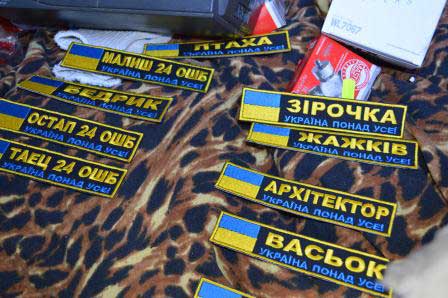 WL7067
ПТАХА
УКРАЇНА ПОНАД УСЕ!
МАЛИШ 24 ОШБ
УКРАЇНА ПОНАД УСЕ!
ВЕДРИК
УКРАЇНА ПОНАД УСЕ!
ОСТАП 24 ОШБ
УКРАЇНА ПОНАД УСЕ!
ТАЕЦ 24 ОШБ
УКРАЇНА ПОНАД УСЕ!
ЗІРОЧКА
УКРАЇНА ПОНАД УСЕ!
ЖАЖКІВ
УКРАЇНА ПОНАД УСЕ!
АРХІТЕКТОР
УКРАЇНА ПОНАД УСЕ!
ВАСЬОК
УКРАЇНА ПОНАД УСЕ!